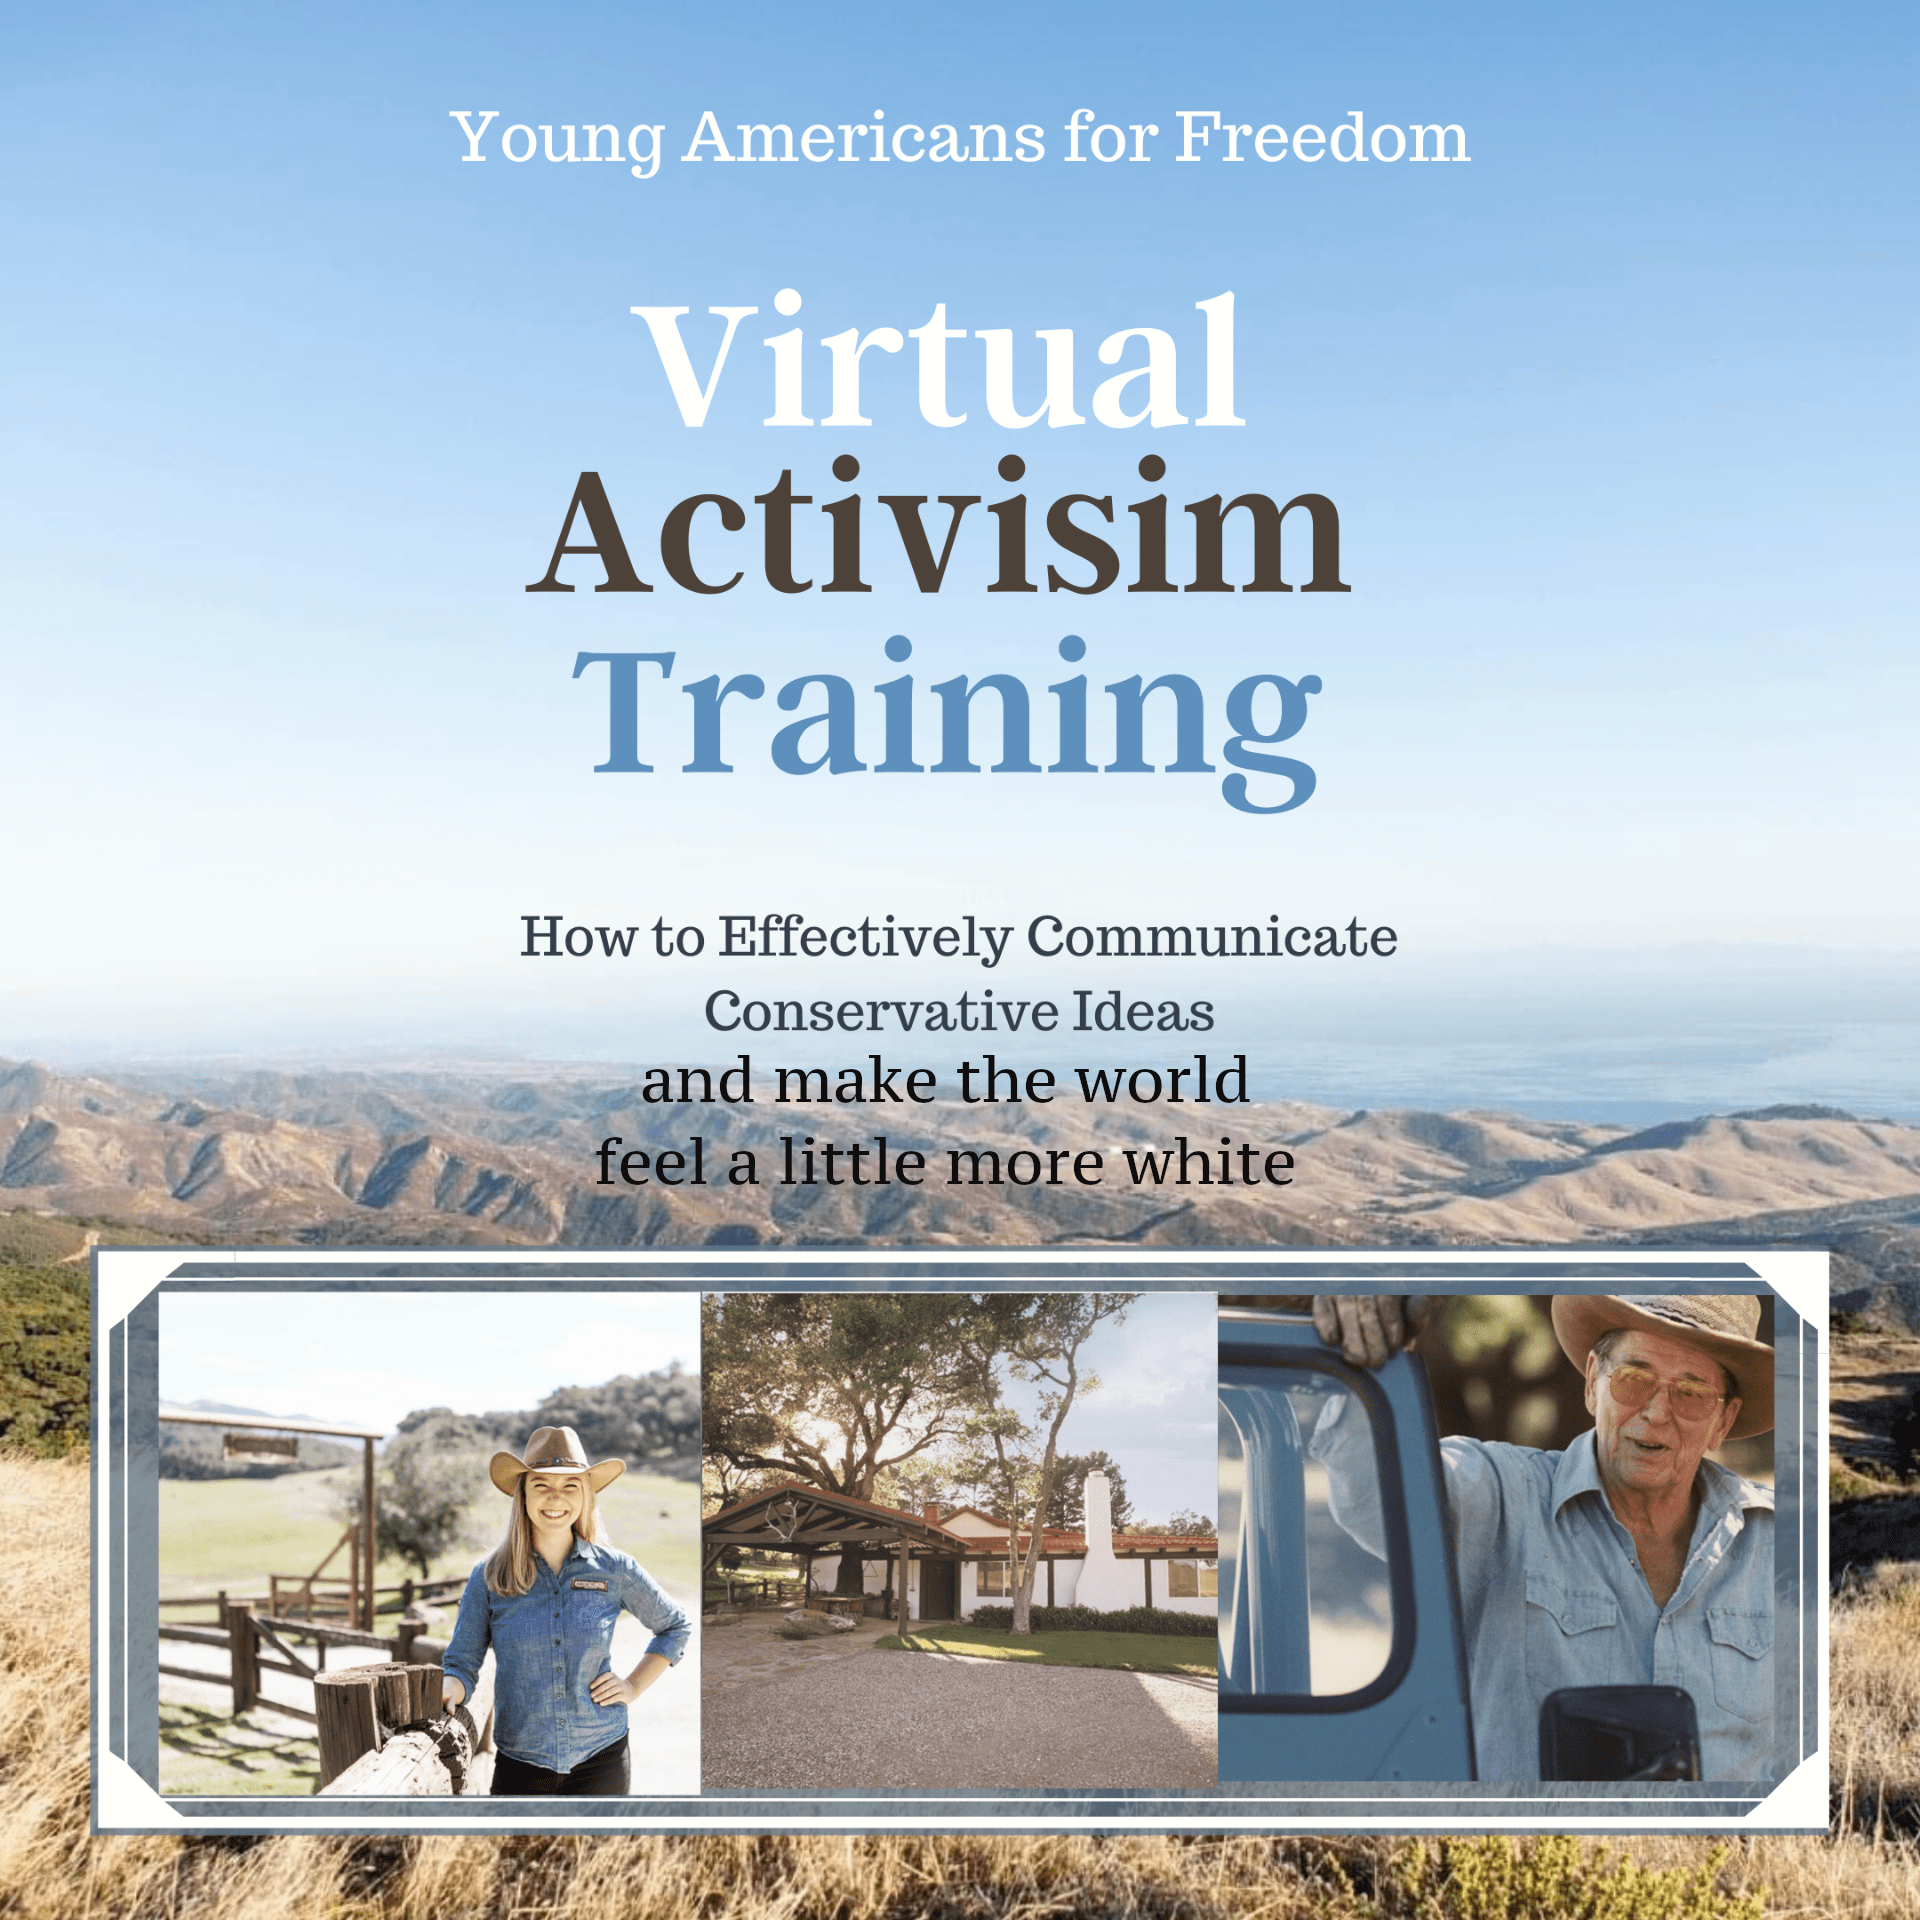 Young Americans for Freedom
Virtual
Activisim
Training
How to Effectively Communicate
Conservative Ideas
and make the world
feel a little more white